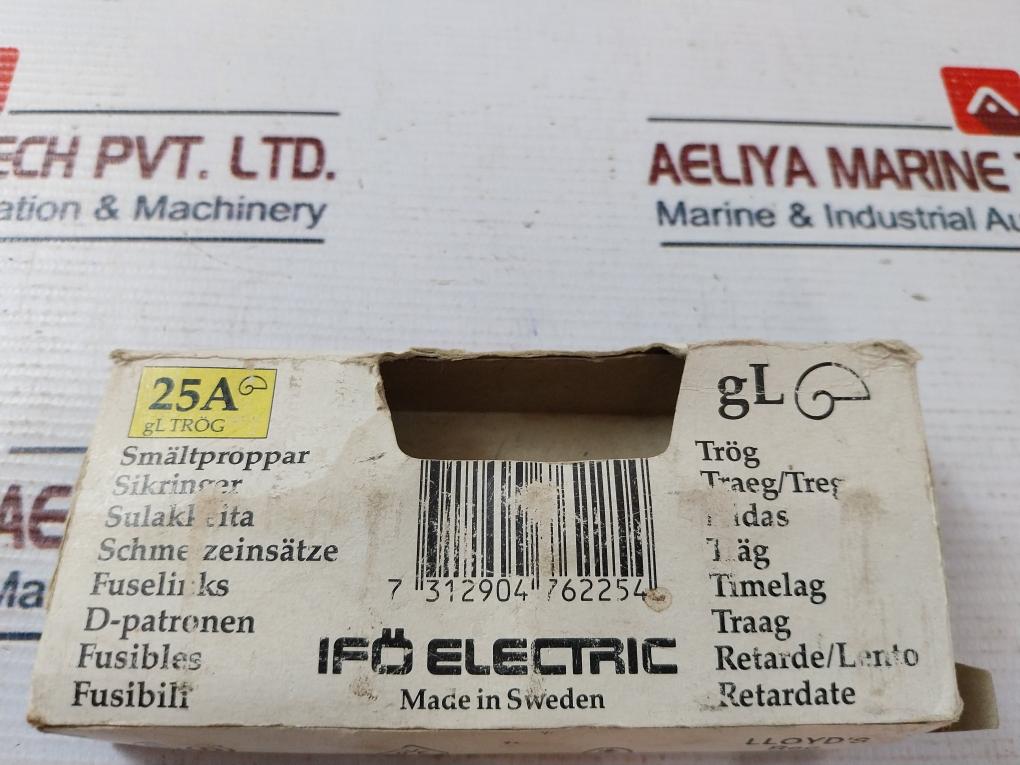 ECH PVT. LTD.
ation & Machinery
AELIYA MARINE
Marine & Industrial Au
AE
Ma
25A
gL TRÖG
Smältproppar
Sikringer
Schmelzeinsätze
Fuselinks
D-patronen
Fusibles
Fusibili
7 312904 762254
IFÖ ELECTRIC
Made in Sweden
gL
Trög
Traeg/Treg
Träg
Timelag
Traag
Retarde/Lento
Retardate
LLOYD'S